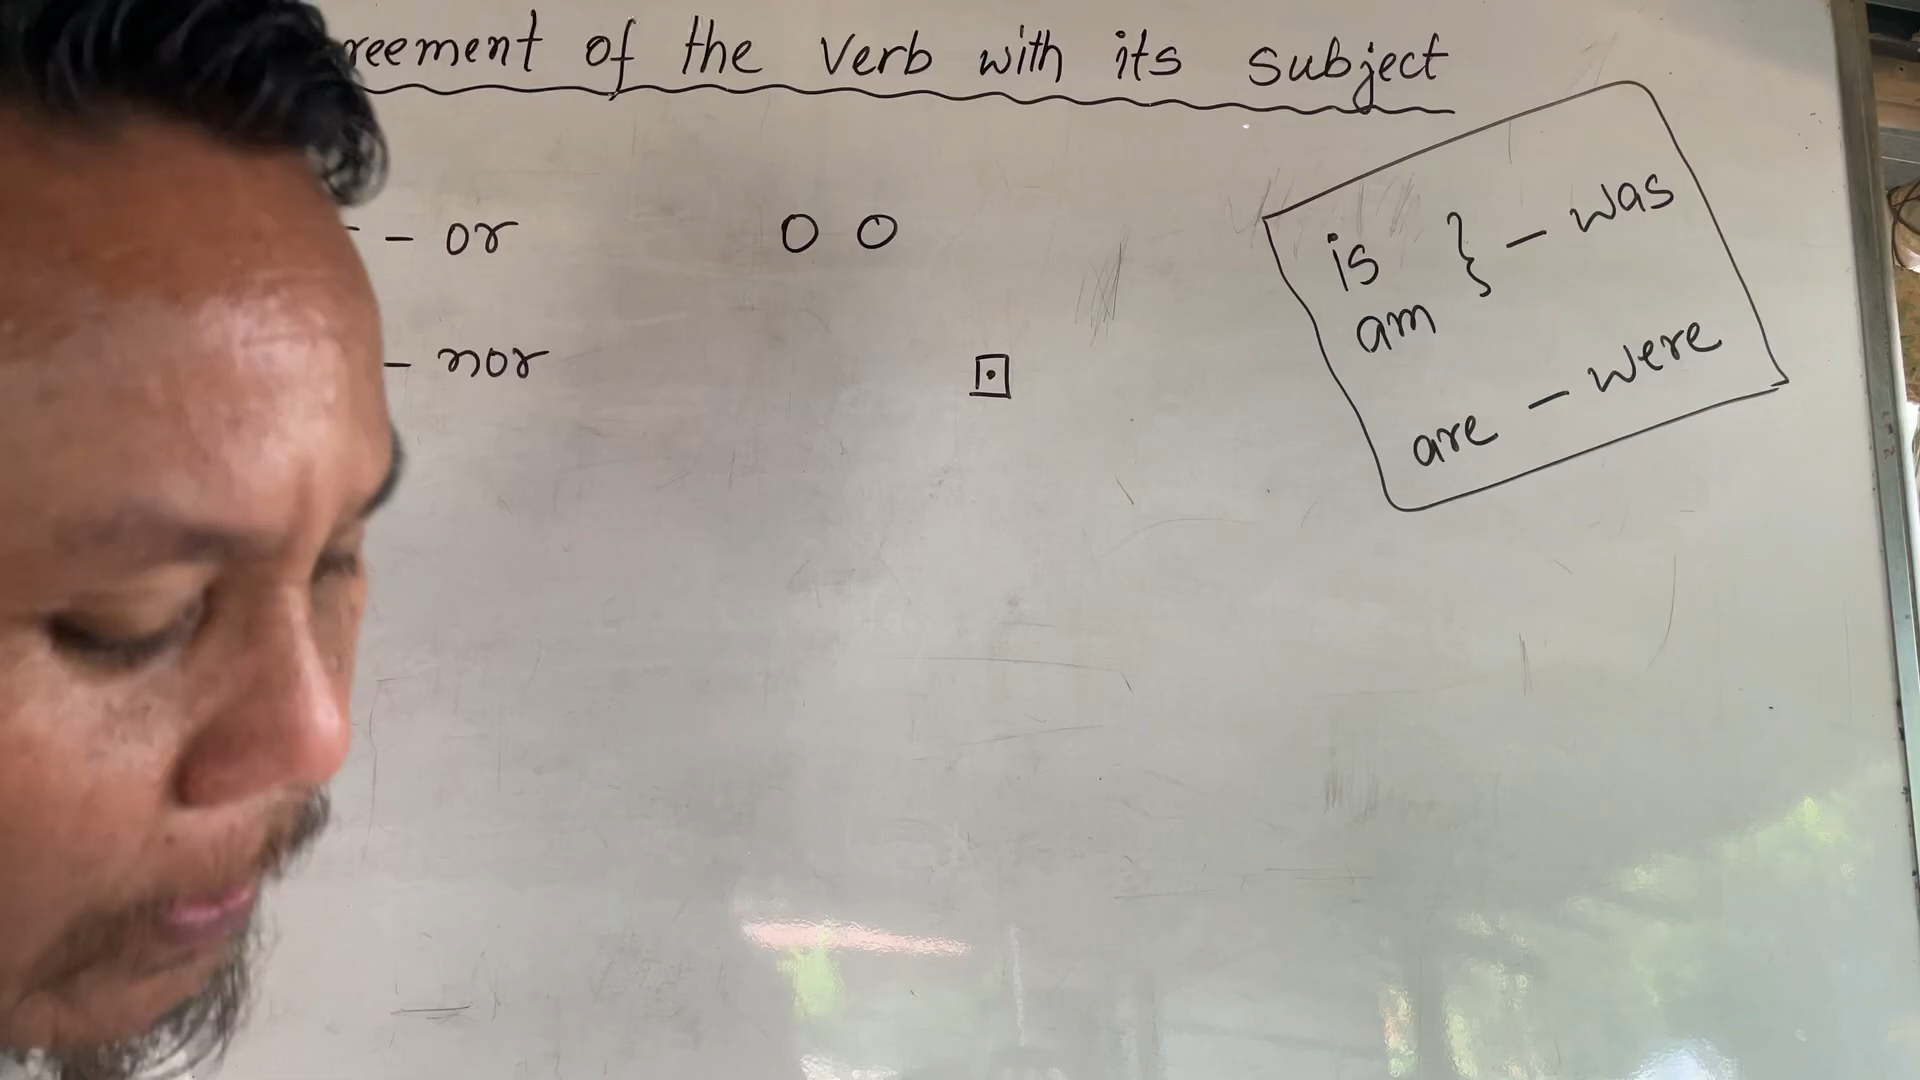 reement of the verb with its subject
- or
- nor
O O
is
am } - was
are - were